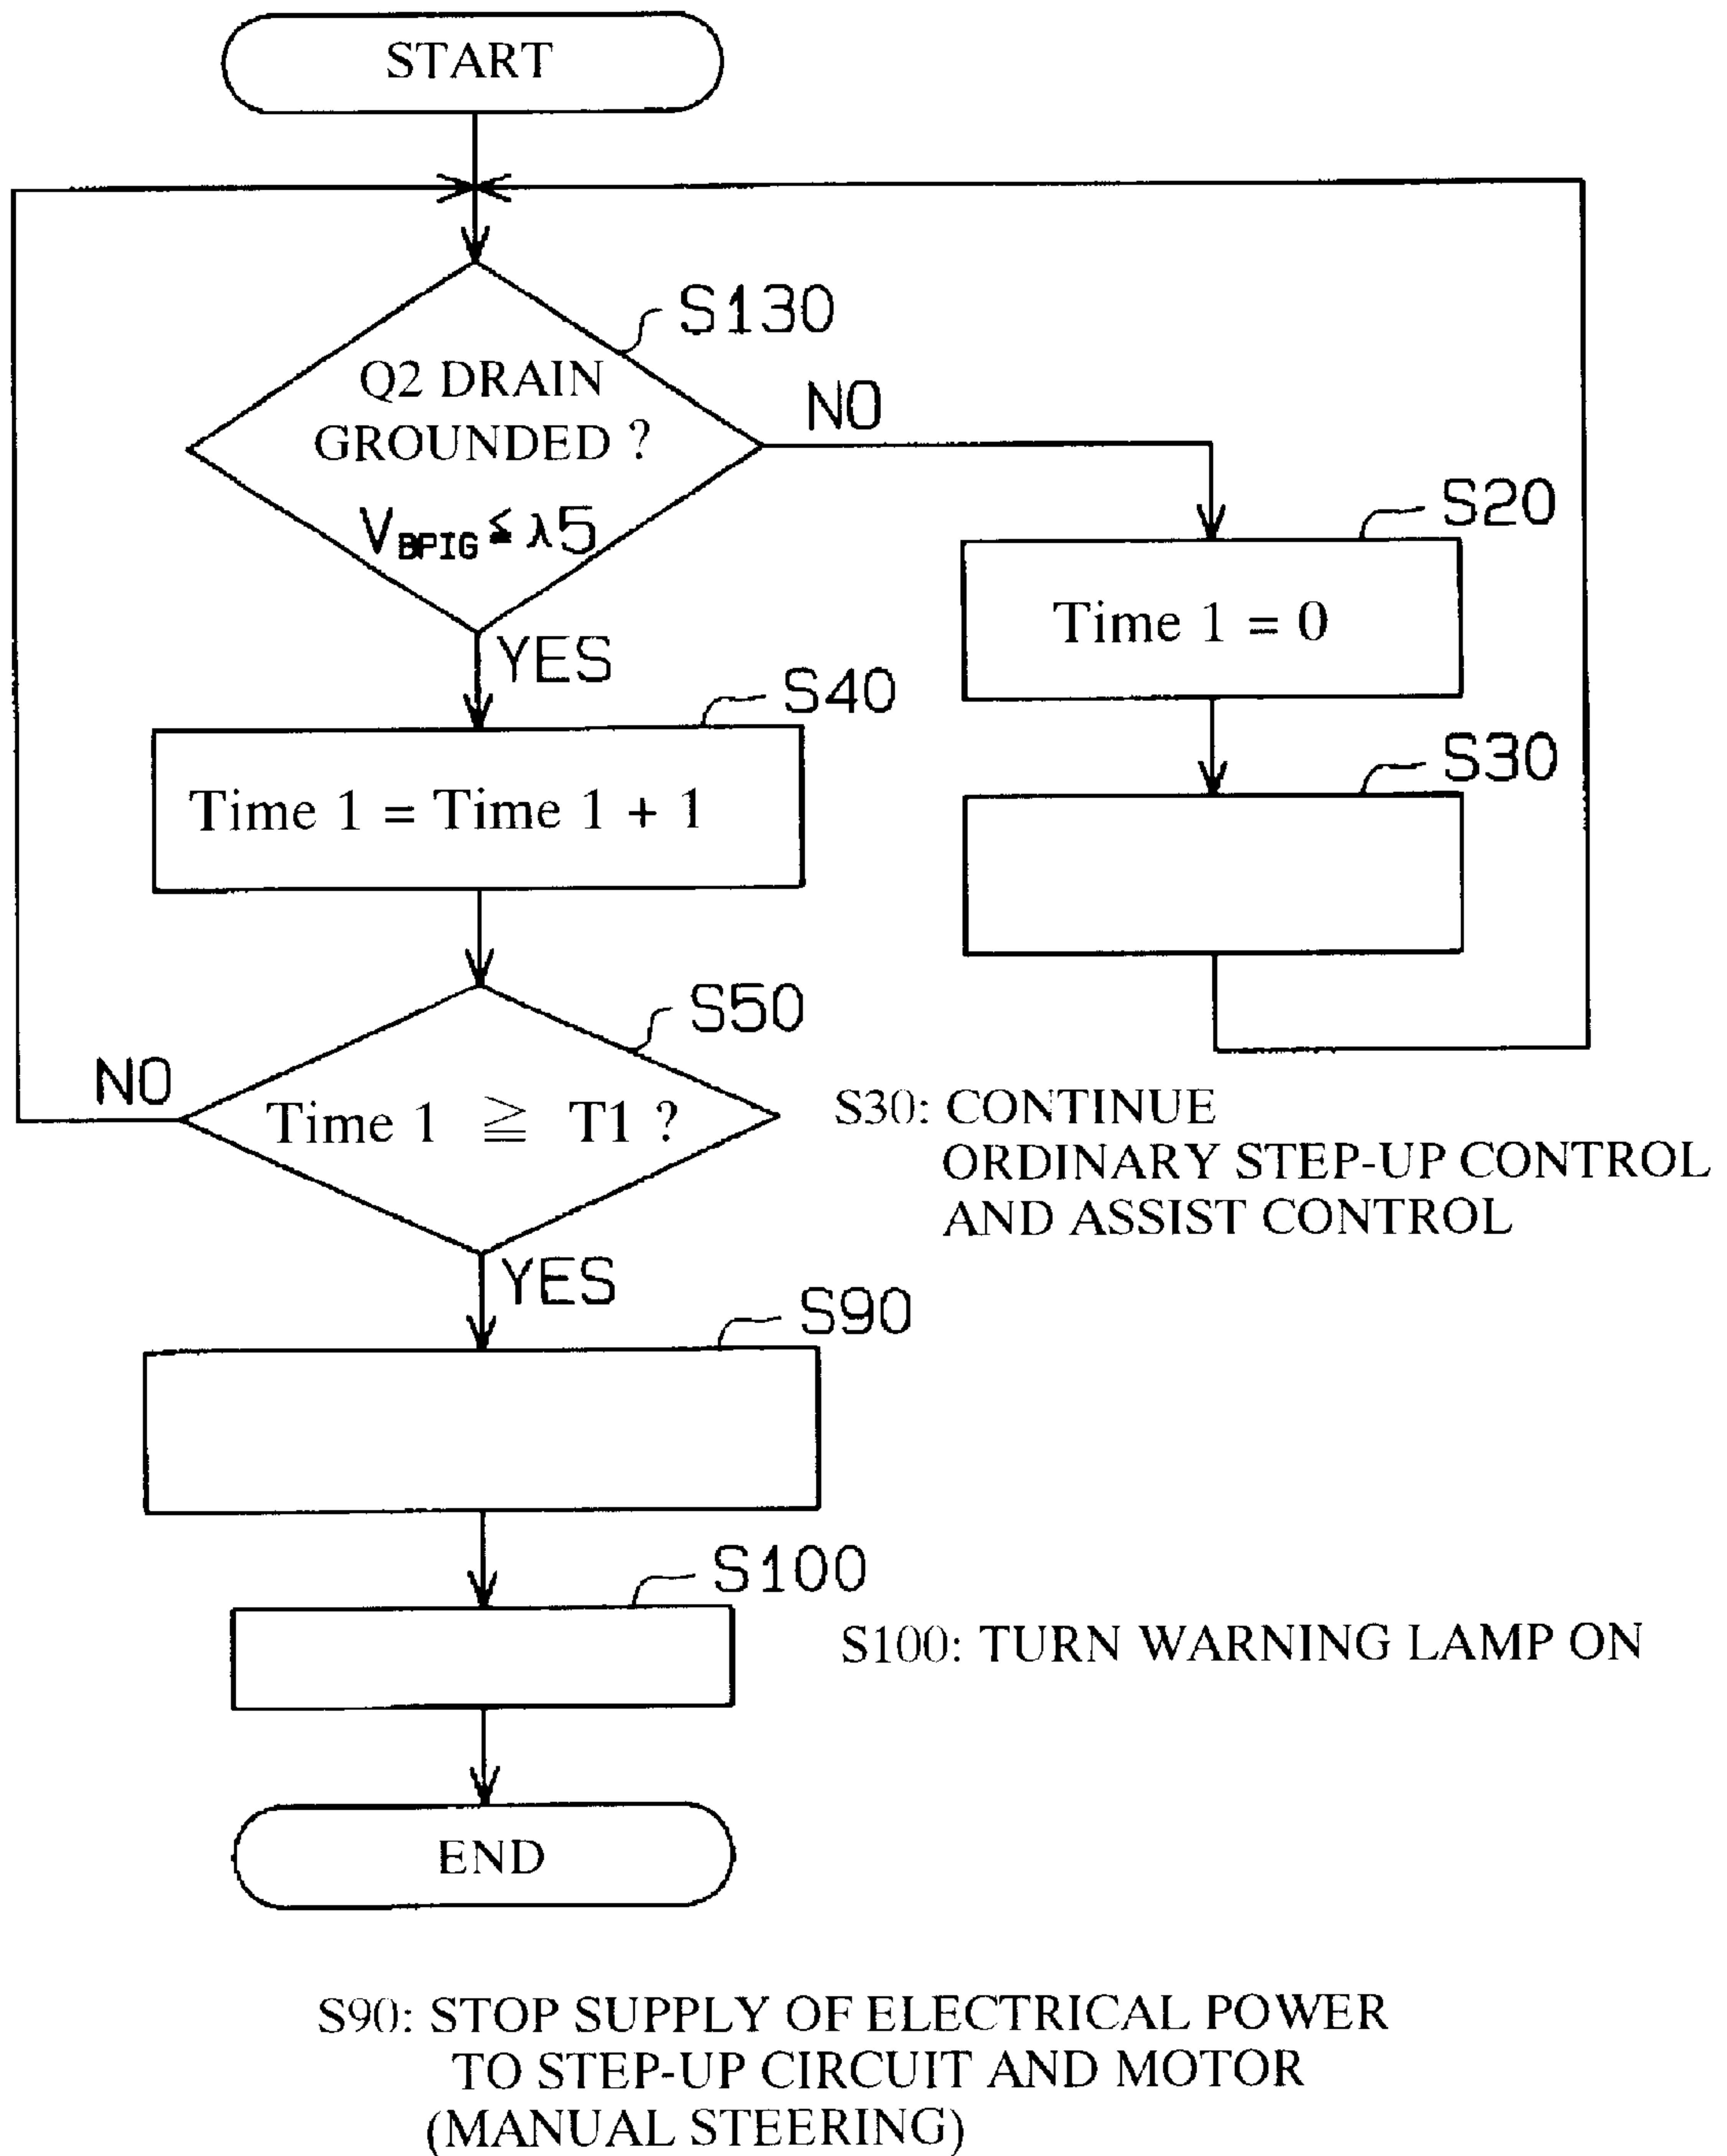 START
S130
Q2 DRAIN
GROUNDED ?
V_BPIG ≦ λ5
NO
S20
Time 1 = 0
YES
S40
Time 1 = Time 1 + 1
S30
S50
NO
Time 1 ≧ T1 ?
S30: CONTINUE
ORDINARY STEP-UP CONTROL
AND ASSIST CONTROL
YES
S90
S100
S100: TURN WARNING LAMP ON
END
S90: STOP SUPPLY OF ELECTRICAL POWER
TO STEP-UP CIRCUIT AND MOTOR
(MANUAL STEERING)